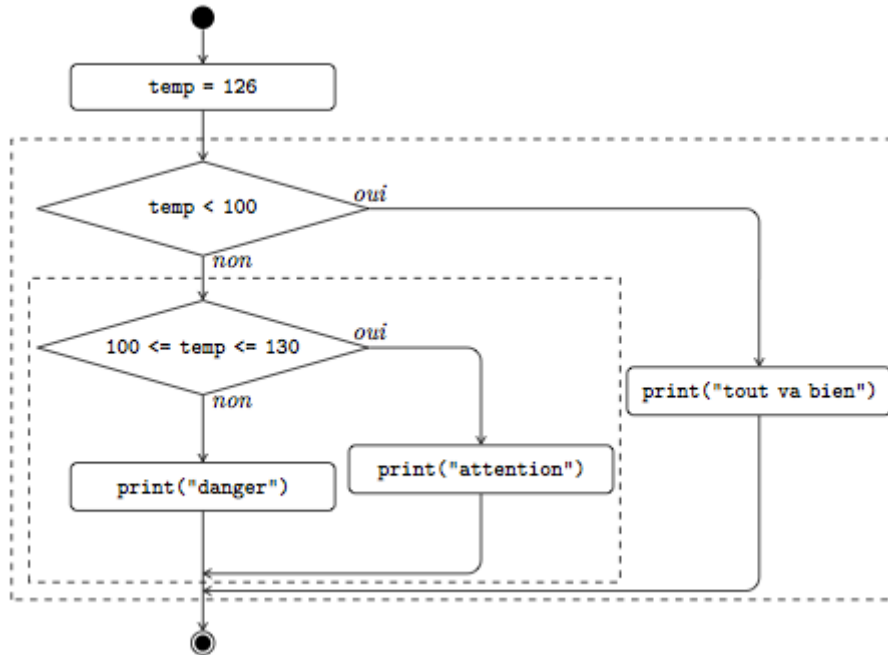 temp = 126
temp < 100
oui
non
100 <= temp <= 130
oui
non
print("tout va bien")
print("attention")
print("danger")